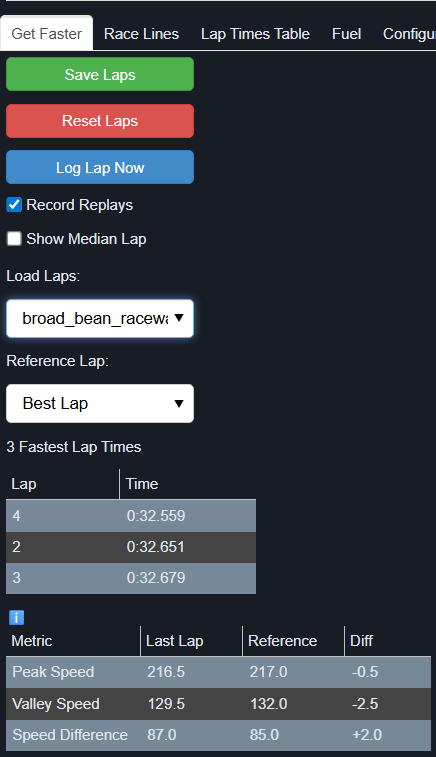 Get Faster Race Lines Lap Times Table Fuel Configu
Save Laps
Reset Laps
Log Lap Now
Record Replays
Show Median Lap
Load Laps:
broad_bean_racewa
Reference Lap:
Best Lap
3 Fastest Lap Times
Lap Time
4 0:32.559
2 0:32.651
3 0:32.679
i
Metric Last Lap Reference Diff
Peak Speed 216.5 217.0 -0.5
Valley Speed 129.5 132.0 -2.5
Speed Difference 87.0 85.0 +2.0